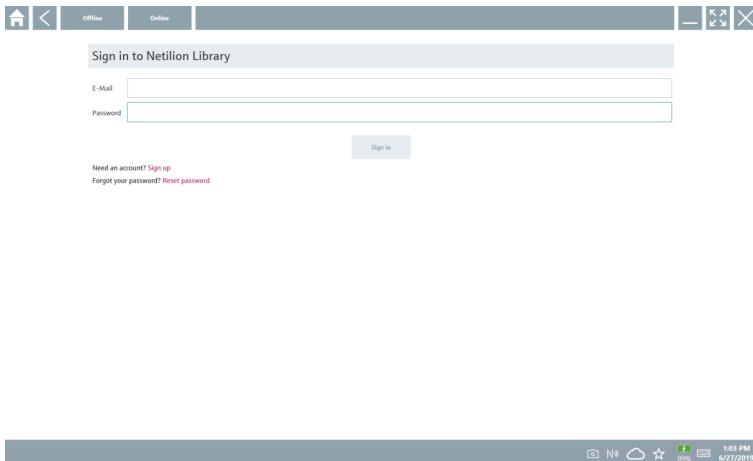 Offline Online
Sign in to Netilion Library
E-Mail
Password
Sign in
Need an account? Sign up
Forgot your password? Reset password
1:03 PM
99% 6/27/2019